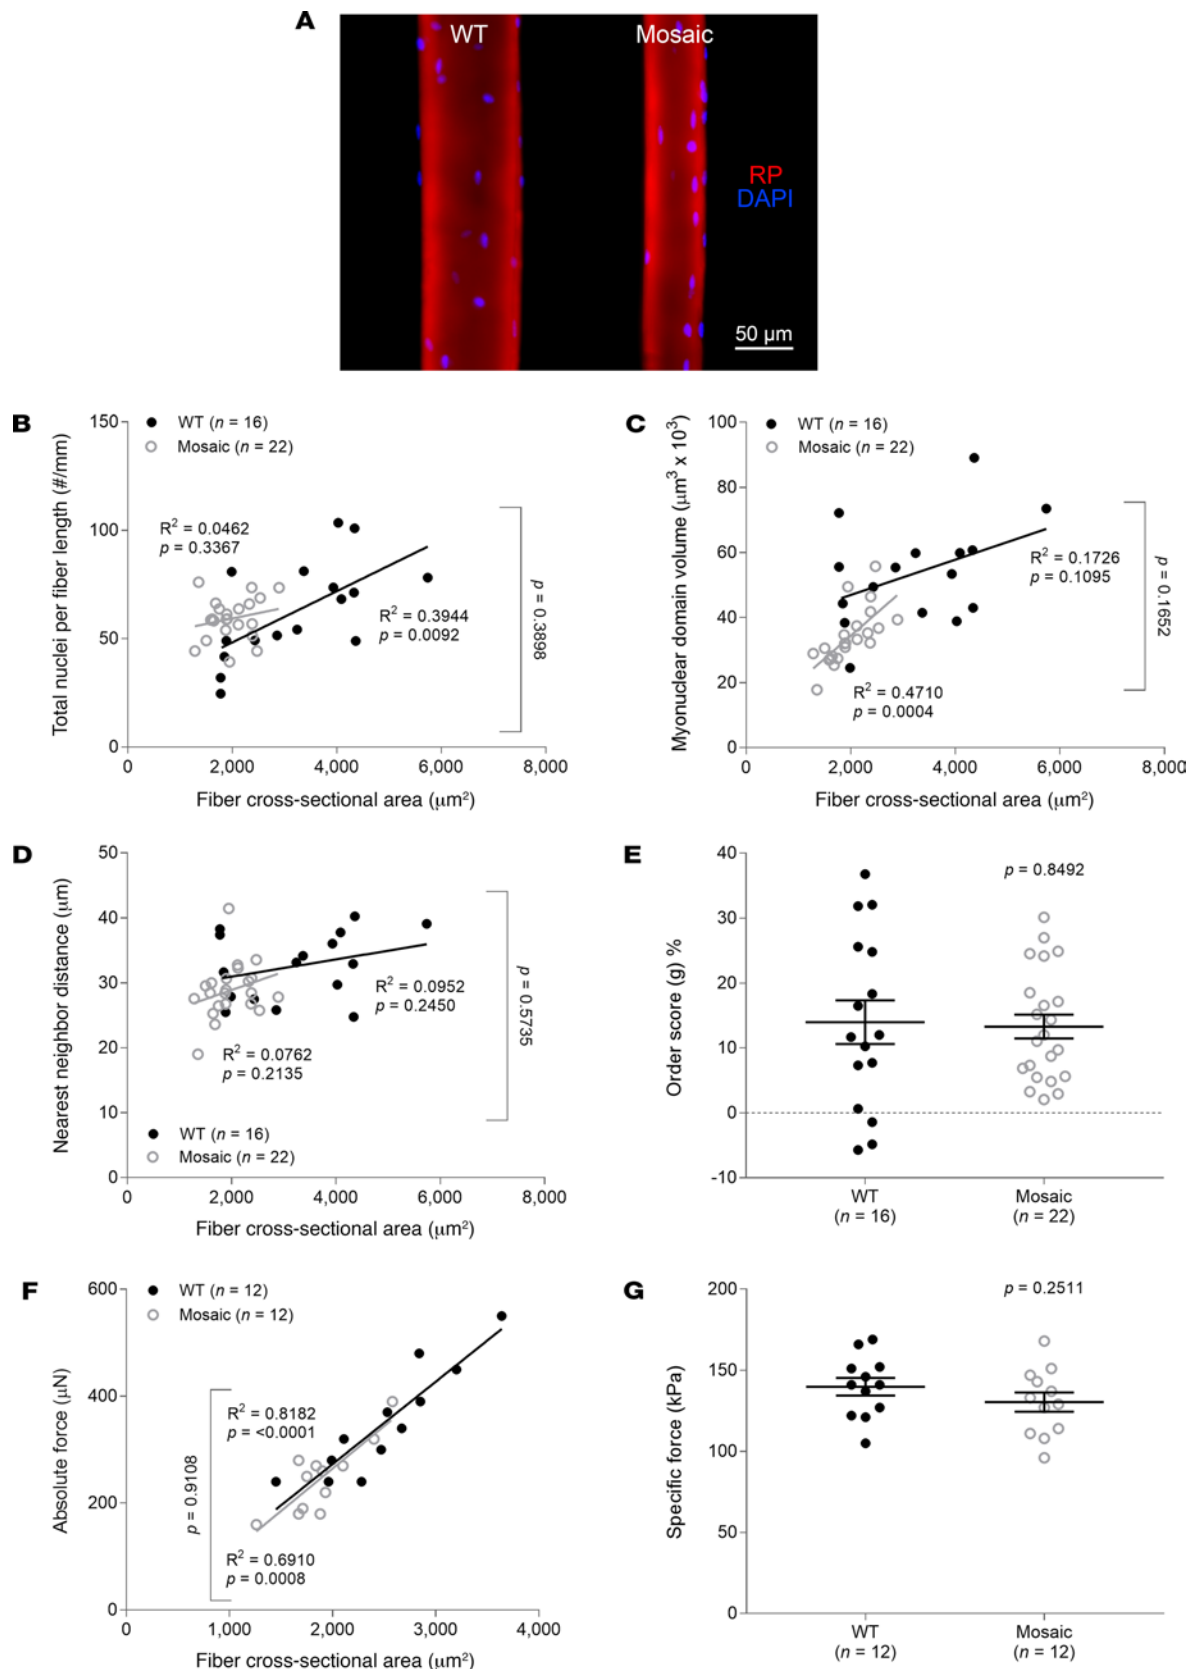 A
WT
Mosaic
RP
DAPI
50 µm
B
WT (n = 16)
Mosaic (n = 22)
Total nuclei per fiber length (#/mm)
150
100
50
0
R² = 0.0462
p = 0.3367
R² = 0.3944
p = 0.0092
p = 0.3898
0
2,000
4,000
6,000
8,000
Fiber cross-sectional area (µm²)
C
WT (n = 16)
Mosaic (n = 22)
Myonuclear domain volume (µm³ x 10³)
100
80
60
40
20
0
R² = 0.1726
p = 0.1095
R² = 0.4710
p = 0.0004
p = 0.1652
0
2,000
4,000
6,000
8,000
Fiber cross-sectional area (µm²)
D
Nearest neighbor distance (µm)
50
40
30
20
10
0
R² = 0.0952
p = 0.2450
R² = 0.0762
p = 0.2135
p = 0.5735
WT (n = 16)
Mosaic (n = 22)
0
2,000
4,000
6,000
8,000
Fiber cross-sectional area (µm²)
E
Order score (g) %
40
30
20
10
0
-10
p = 0.8492
WT
(n = 16)
Mosaic
(n = 22)
F
WT (n = 12)
Mosaic (n = 12)
Absolute force (µN)
600
400
200
0
R² = 0.8182
p = <0.0001
p = 0.9108
R² = 0.6910
p = 0.0008
0
1,000
2,000
3,000
4,000
Fiber cross-sectional area (µm²)
G
Specific force (kPa)
200
150
100
50
0
p = 0.2511
WT
(n = 12)
Mosaic
(n = 12)